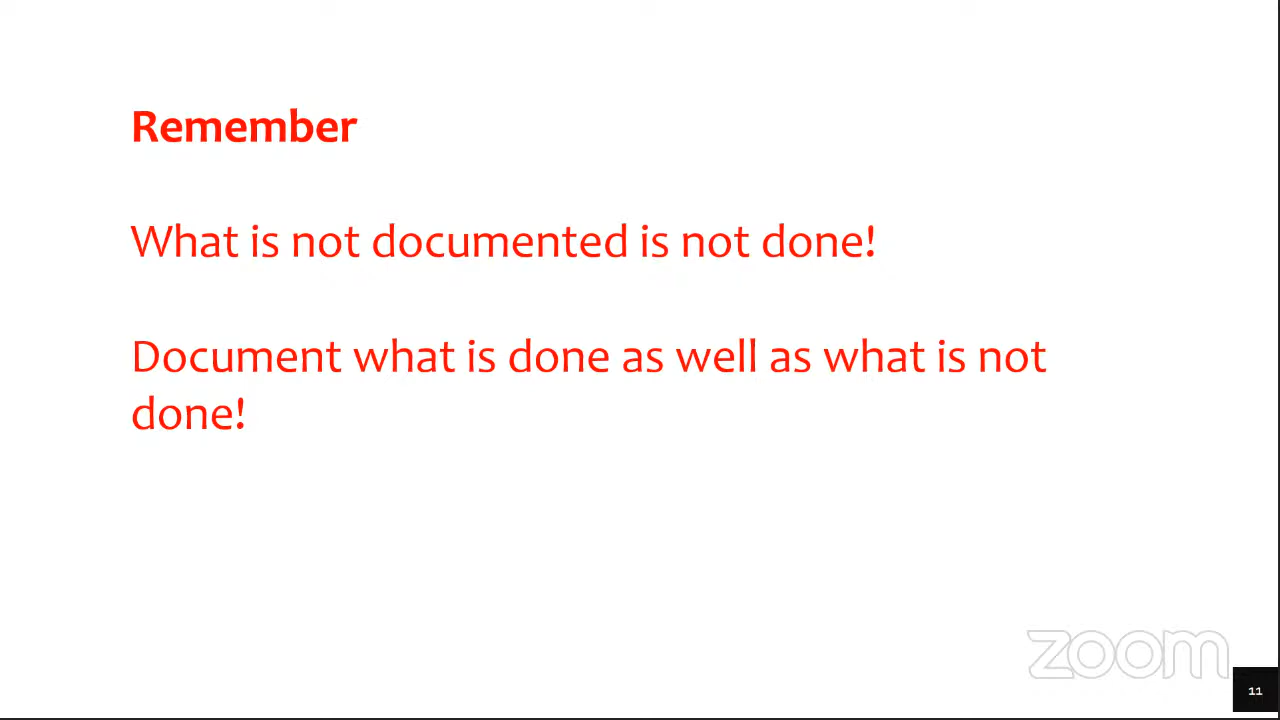 Remember
What is not documented is not done!
Document what is done as well as what is not
done!
zoom
11